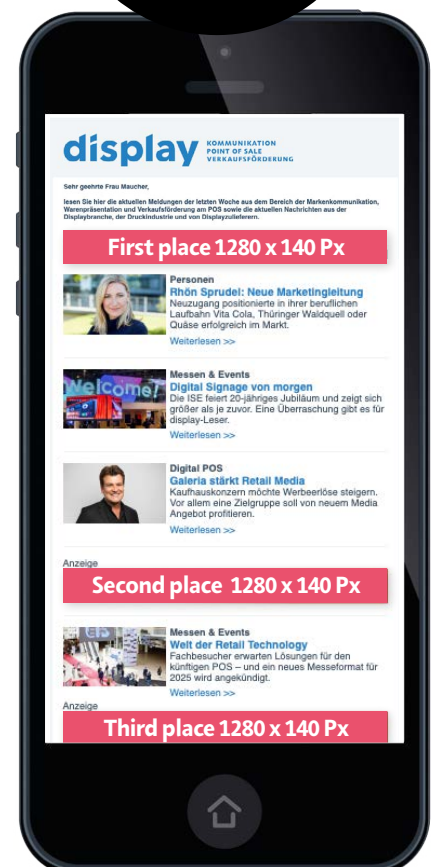 display
KOMMUNIKATION
POINT OF SALE
VERKAUFSFÖRDERUNG
Sehr geehrte Frau Maucher,
lesen Sie hier die aktuellen Meldungen der letzten Woche aus dem Bereich der Markenkommunikation,
Warenpräsentation und Verkaufsförderung am POS sowie die aktuellen Nachrichten aus der
Displaybranche, der Druckindustrie und von Displayzulieferern.
First place 1280 x 140 Px
Personen
Rhön Sprudel: Neue Marketingleitung
Neuzugang positionierte in ihrer beruflichen
Laufbahn Vita Cola, Thüringer Waldquell oder
Quäse erfolgreich im Markt.
Weiterlesen >>
Welcome!
Messen & Events
Digital Signage von morgen
Die ISE feiert 20-jähriges Jubiläum und zeigt sich
größer als je zuvor. Eine Überraschung gibt es für
display-Leser.
Weiterlesen >>
Digital POS
Galeria stärkt Retail Media
Kaufhauskonzern möchte Werbeerlöse steigern.
Vor allem eine Zielgruppe soll von neuem Media
Angebot profitieren.
Weiterlesen >>
Anzeige
Second place 1280 x 140 Px
Messen & Events
Welt der Retail Technology
Fachbesucher erwarten Lösungen für den
künftigen POS – und ein neues Messeformat für
2025 wird angekündigt.
Weiterlesen >>
Anzeige
Third place 1280 x 140 Px